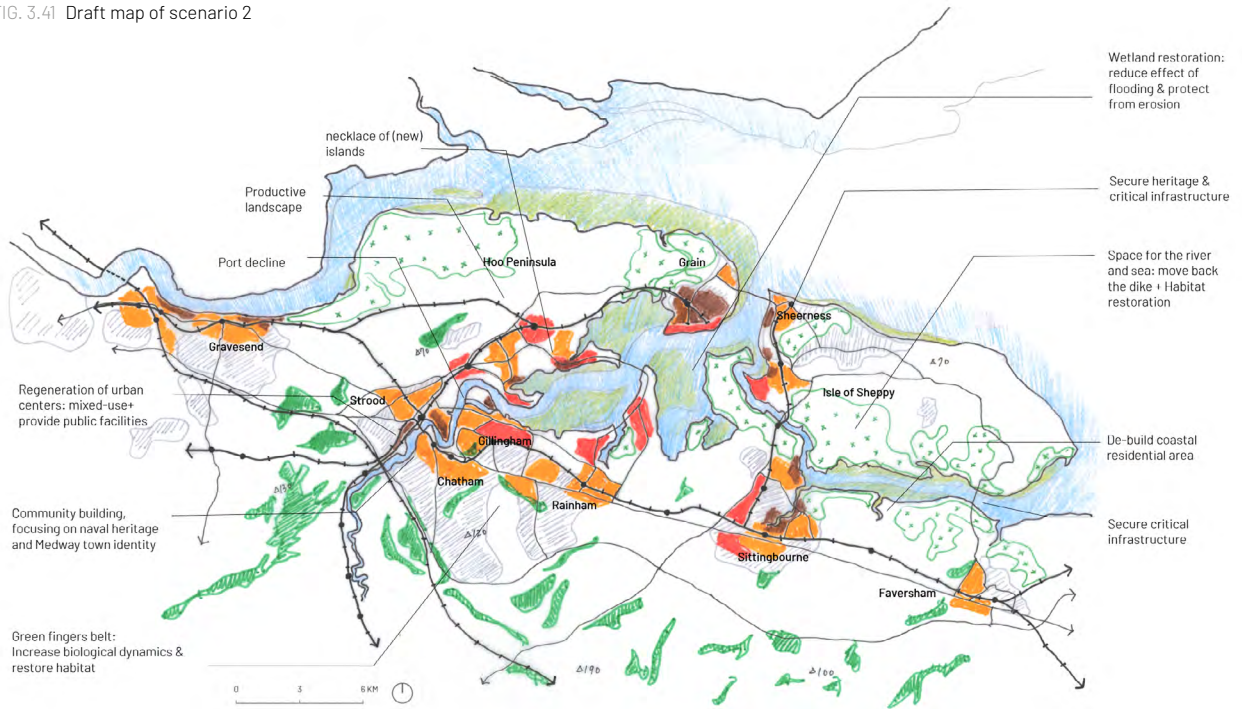 FIG. 3.41 Draft map of scenario 2
Wetland restoration:
reduce effect of
flooding & protect
from erosion
necklace of (new)
islands
Productive
landscape
Secure heritage &
critical infrastructure
Port decline
Hoo Peninsula
Grain
Space for the river
and sea: move back
the dike + Habitat
restoration
Sheerness
Gravesend
Δ90
Δ70
Regeneration of urban
centers: mixed-use+
provide public facilities
Strood
Isle of Sheppy
Gillingham
De-build coastal
residential area
Chatham
Rainham
Community building,
focusing on naval heritage
and Medway town identity
Secure critical
infrastructure
Sittingbourne
Faversham
Green fingers belt:
Increase biological dynamics &
restore habitat
Δ190
Δ100
0 3 6 KM